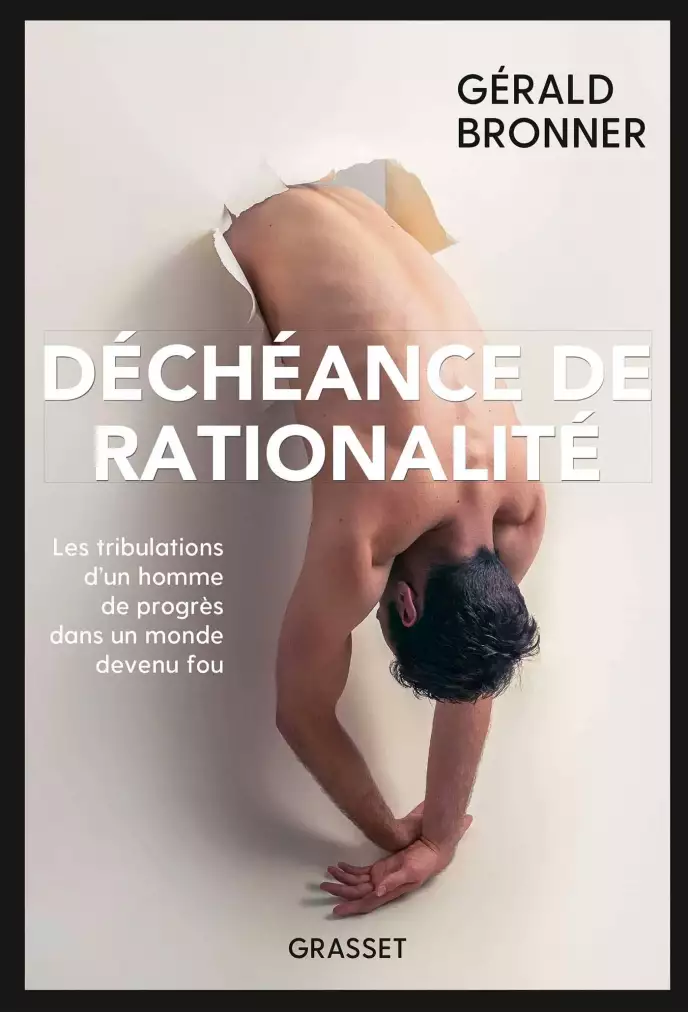 GÉRALD
BRONNER
DÉCHÉANCE DE
RATIONALITÉ
Les tribulations
d'un homme
de progrès
dans un monde
devenu fou
GRASSET